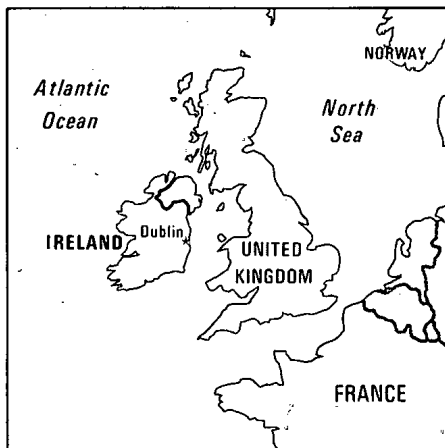 NORWAY
Atlantic
Ocean
North
Sea
IRELAND
Dublin
UNITED
KINGDOM
FRANCE